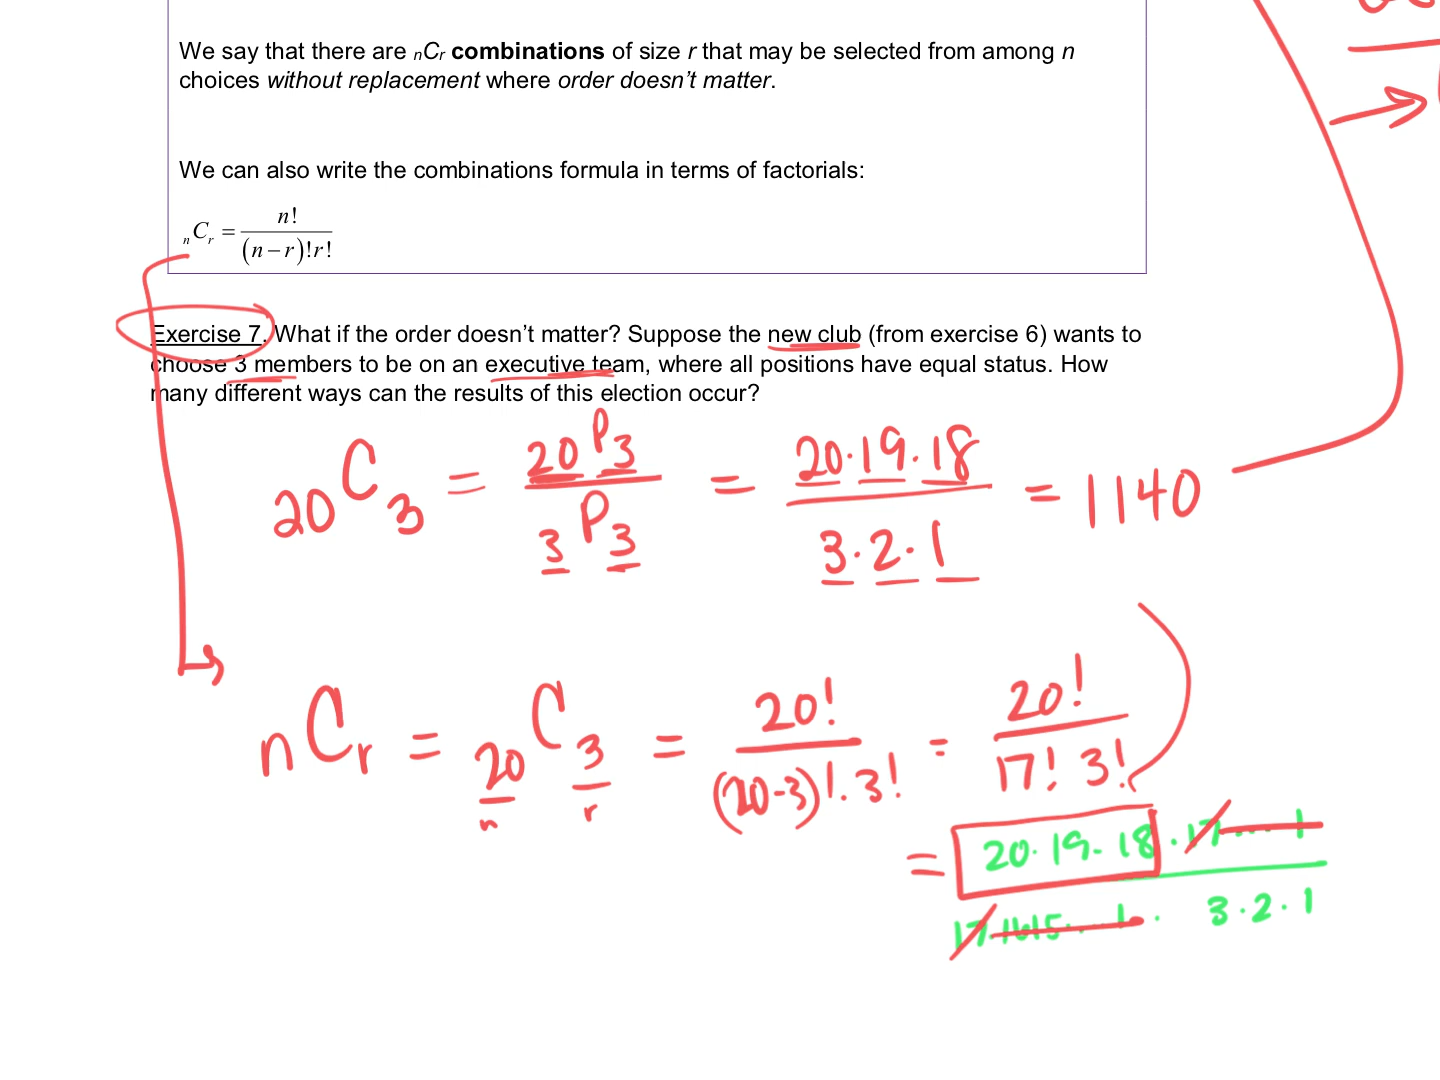 We say that there are nCr combinations of size r that may be selected from among n
choices without replacement where order doesn't matter.
We can also write the combinations formula in terms of factorials:
nCr = n! / (n−r)!r!
Exercise 7. What if the order doesn't matter? Suppose the new club (from exercise 6) wants to
choose 3 members to be on an executive team, where all positions have equal status. How
many different ways can the results of this election occur?
20C3 = 20P3 / 3P3 = 20·19·18 / 3·2·1 = 1140
nCr = 20C3 = 20! / (20-3)!·3! = 20! / 17! 3!
n r
= 20·19·18·17....1 / 17·16·15....1· 3·2·1